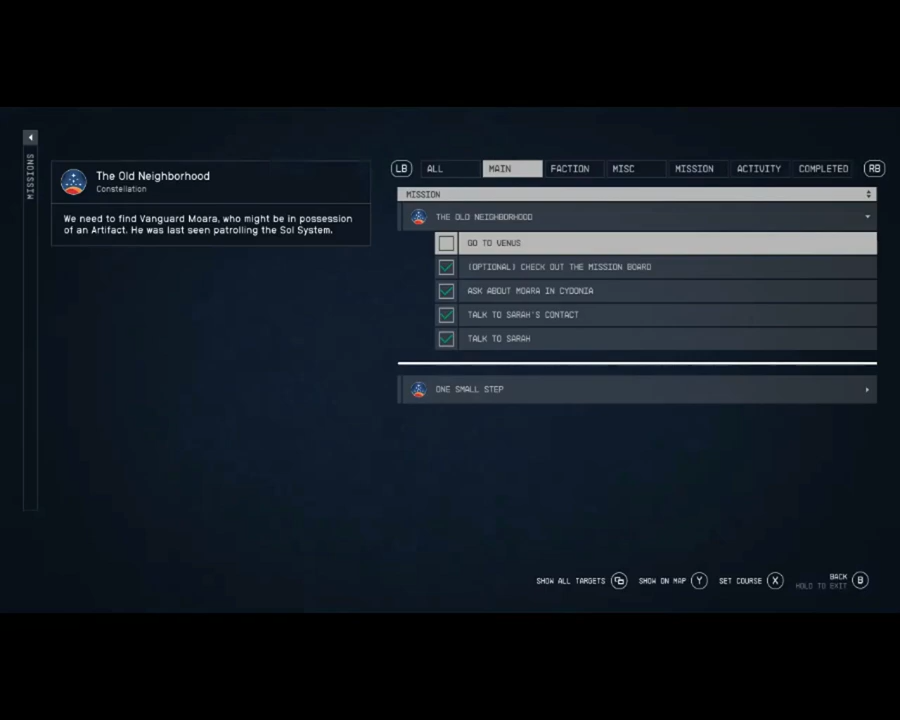 MISSIONS
The Old Neighborhood
Constellation
We need to find Vanguard Moara, who might be in possession
of an Artifact. He was last seen patrolling the Sol System.
LB ALL MAIN FACTION MISC MISSION ACTIVITY COMPLETED RB
MISSION
THE OLD NEIGHBORHOOD
GO TO VENUS
(OPTIONAL) CHECK OUT THE MISSION BOARD
ASK ABOUT MOARA IN CYDONIA
TALK TO SARAH'S CONTACT
TALK TO SARAH
ONE SMALL STEP
SHOW ALL TARGETS SHOW ON MAP Y SET COURSE X BACK B
HOLD TO EXIT